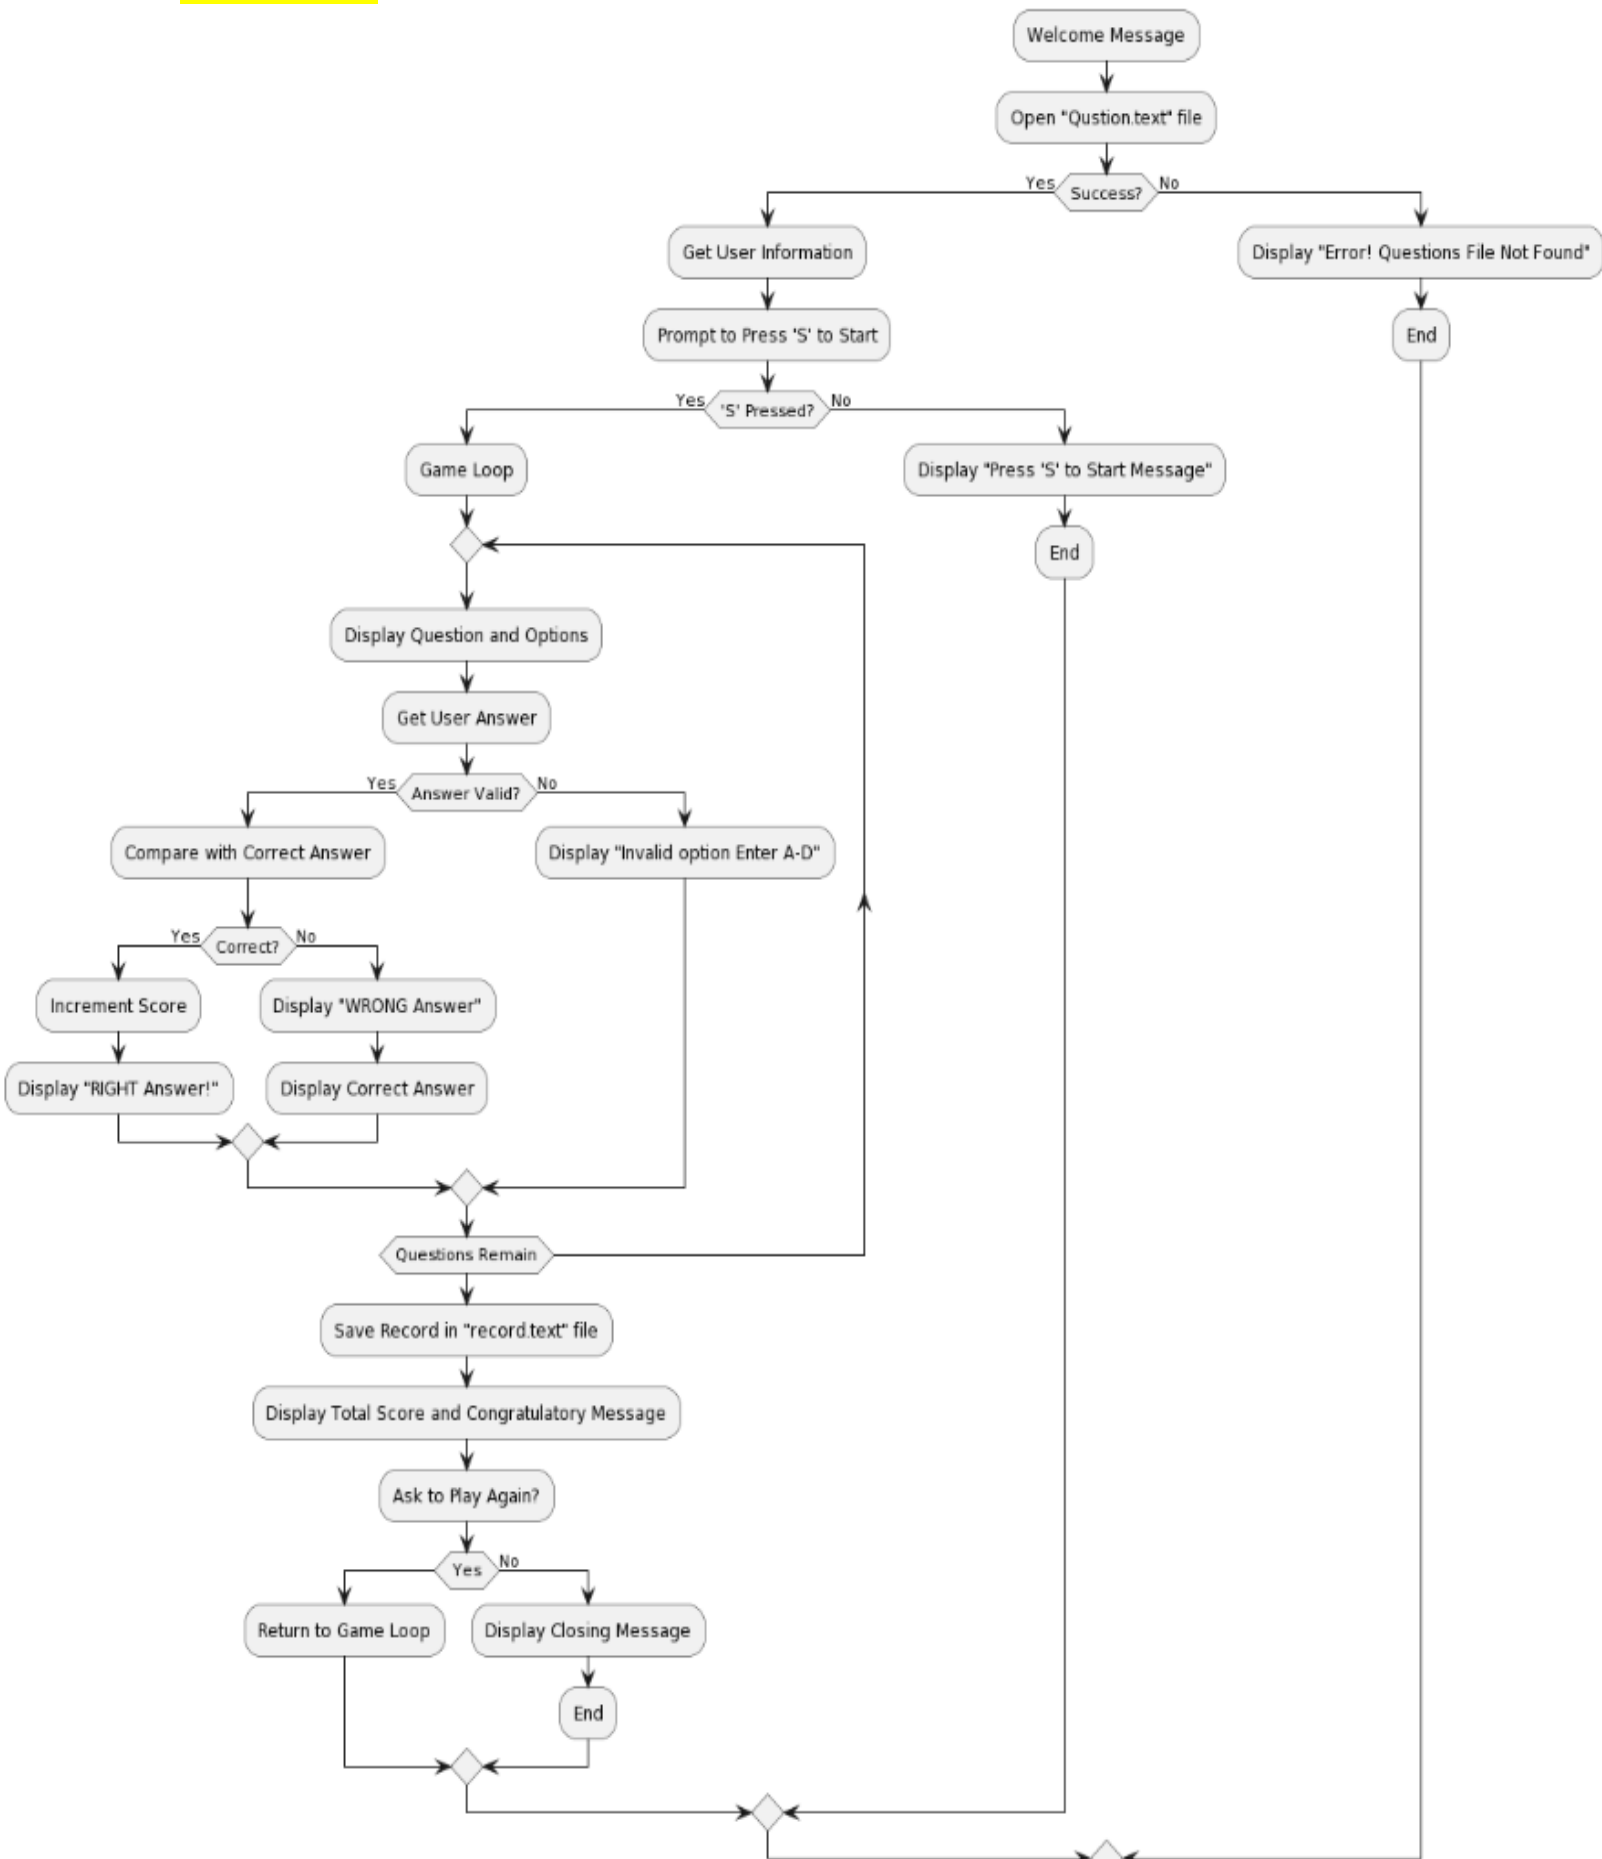 Welcome Message
Open "Qustion.text" file
Yes
Success?
No
Get User Information
Display "Error! Questions File Not Found"
Prompt to Press 'S' to Start
End
Yes
'S' Pressed?
No
Game Loop
Display "Press 'S' to Start Message"
End
Display Question and Options
Get User Answer
Yes
Answer Valid?
No
Compare with Correct Answer
Display "Invalid option Enter A-D"
Yes
Correct?
No
Increment Score
Display "WRONG Answer"
Display "RIGHT Answer!"
Display Correct Answer
Questions Remain
Save Record in "record.text" file
Display Total Score and Congratulatory Message
Ask to Play Again?
Yes
No
Return to Game Loop
Display Closing Message
End